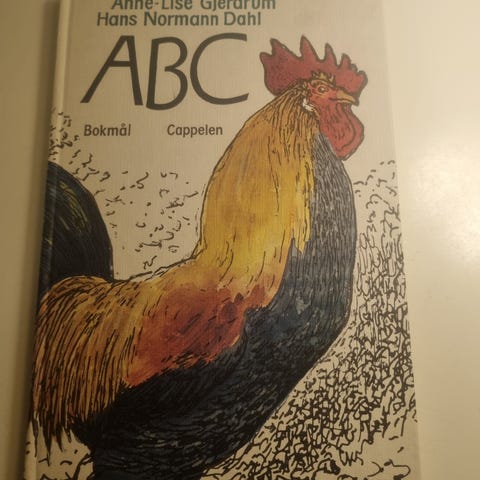 Anne-Lise Gjerdrum
Hans Normann Dahl
ABC
Bokmål Cappelen